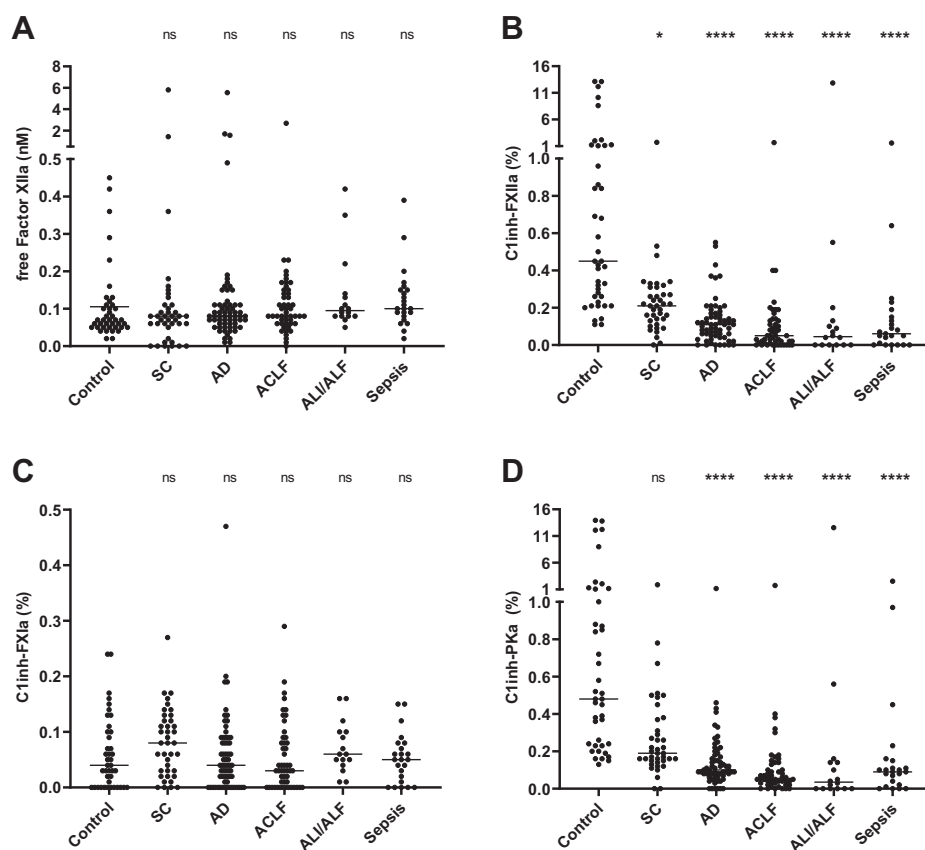 A
ns ns ns ns ns
free Factor XIIa (nM)
8
6
4
2
0.5
0.4
0.3
0.2
0.1
0.0
Control SC AD ACLF ALI/ALF Sepsis
B
* **** **** **** ****
C1inh-FXIIa (%)
16
11
6
1
1.0
0.8
0.6
0.4
0.2
0.0
Control SC AD ACLF ALI/ALF Sepsis
C
ns ns ns ns ns
C1inh-FXIa (%)
0.5
0.4
0.3
0.2
0.1
0.0
Control SC AD ACLF ALI/ALF Sepsis
D
ns **** **** **** ****
C1inh-PKa (%)
16
11
6
1
1.0
0.8
0.6
0.4
0.2
0.0
Control SC AD ACLF ALI/ALF Sepsis